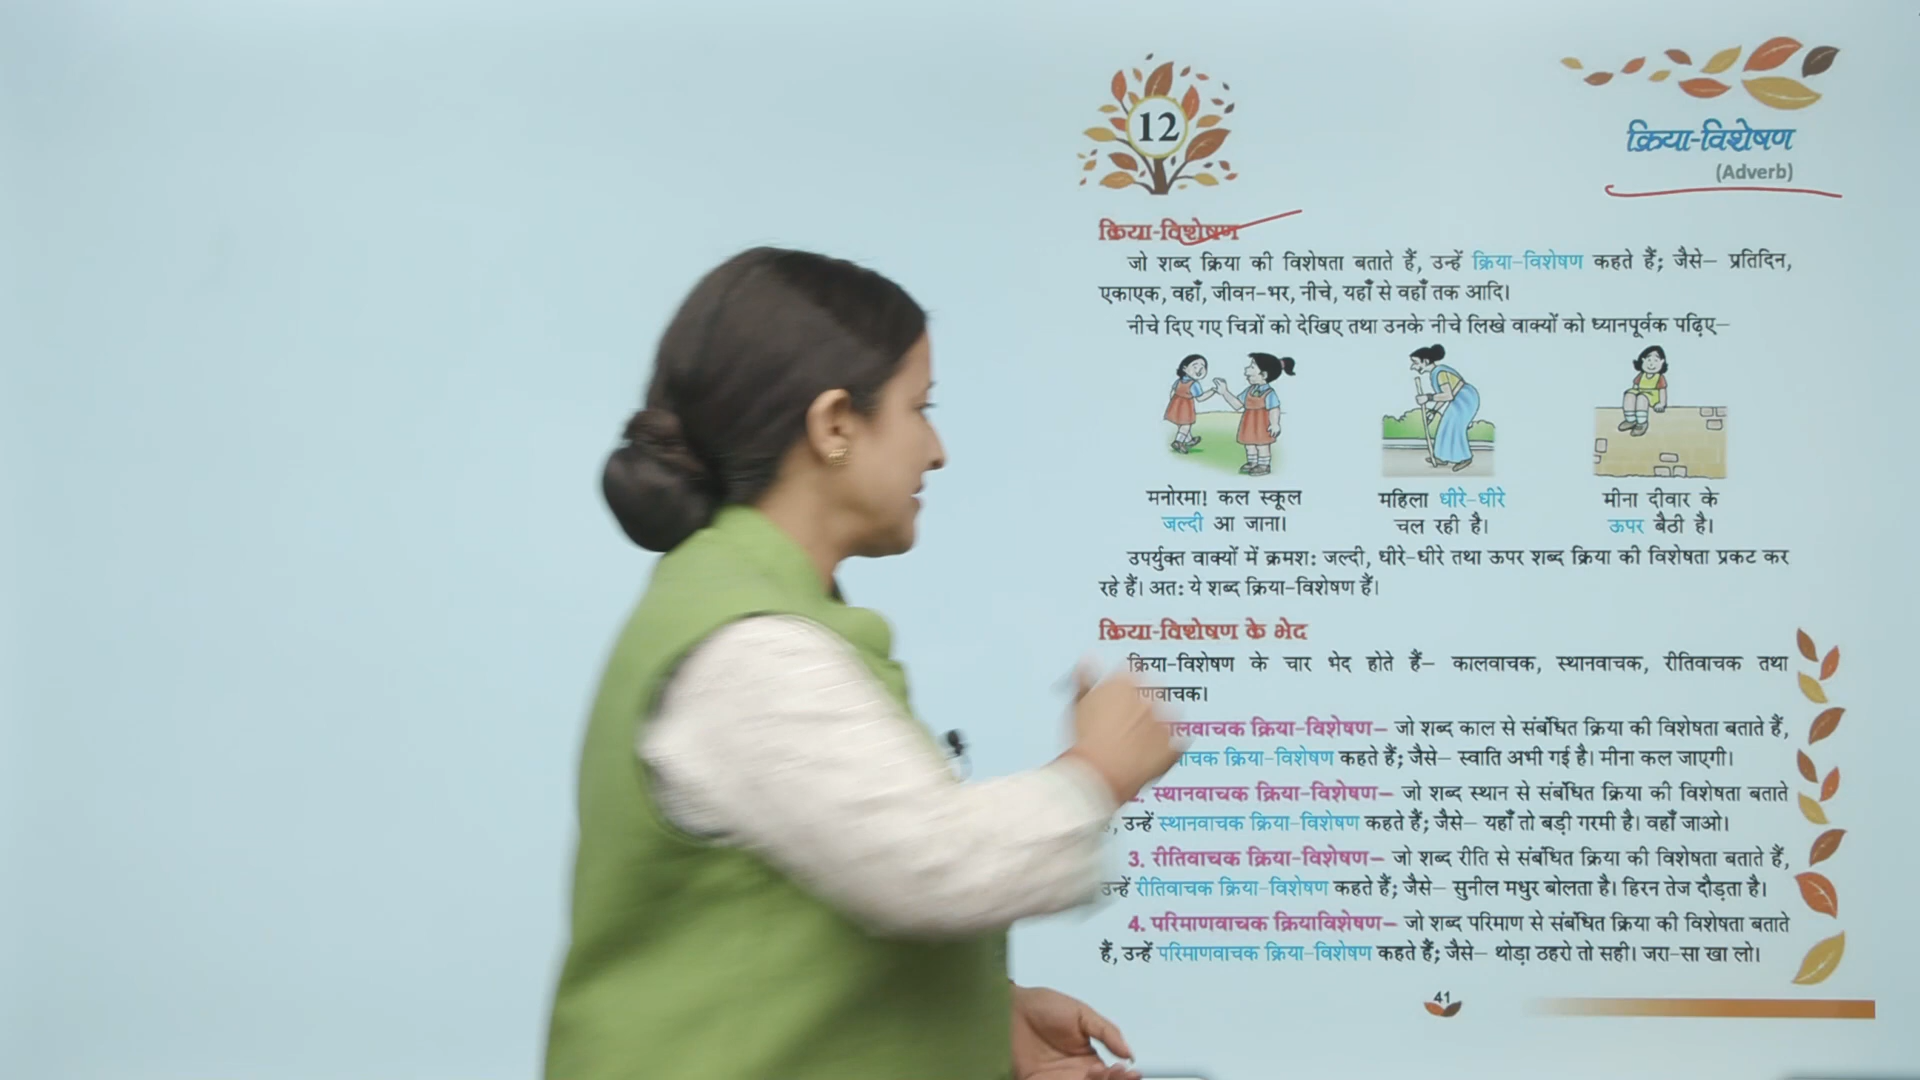 12
क्रिया-विशेषण
(Adverb)
क्रिया-विशेषण
जो शब्द क्रिया की विशेषता बताते हैं, उन्हें क्रिया-विशेषण कहते हैं; जैसे– प्रतिदिन,
एकाएक, वहाँ, जीवन-भर, नीचे, यहाँ से वहाँ तक आदि।
नीचे दिए गए चित्रों को देखिए तथा उनके नीचे लिखे वाक्यों को ध्यानपूर्वक पढ़िए–
मनोरमा! कल स्कूल
जल्दी आ जाना।
महिला धीरे-धीरे
चल रही है।
मीना दीवार के
ऊपर बैठी है।
उपर्युक्त वाक्यों में क्रमश: जल्दी, धीरे-धीरे तथा ऊपर शब्द क्रिया की विशेषता प्रकट कर
रहे हैं। अत: ये शब्द क्रिया-विशेषण हैं।
क्रिया-विशेषण के भेद
क्रिया-विशेषण के चार भेद होते हैं– कालवाचक, स्थानवाचक, रीतिवाचक तथा
णवाचक।
लवाचक क्रिया-विशेषण– जो शब्द काल से संबंधित क्रिया की विशेषता बताते हैं,
वाचक क्रिया-विशेषण कहते हैं; जैसे– स्वाति अभी गई है। मीना कल जाएगी।
2. स्थानवाचक क्रिया-विशेषण– जो शब्द स्थान से संबंधित क्रिया की विशेषता बताते
, उन्हें स्थानवाचक क्रिया-विशेषण कहते हैं; जैसे– यहाँ तो बड़ी गरमी है। वहाँ जाओ।
3. रीतिवाचक क्रिया-विशेषण– जो शब्द रीति से संबंधित क्रिया की विशेषता बताते हैं,
उन्हें रीतिवाचक क्रिया-विशेषण कहते हैं; जैसे– सुनील मधुर बोलता है। हिरन तेज दौड़ता है।
4. परिमाणवाचक क्रियाविशेषण– जो शब्द परिमाण से संबंधित क्रिया की विशेषता बताते
हैं, उन्हें परिमाणवाचक क्रिया-विशेषण कहते हैं; जैसे– थोड़ा ठहरो तो सही। जरा-सा खा लो।
41